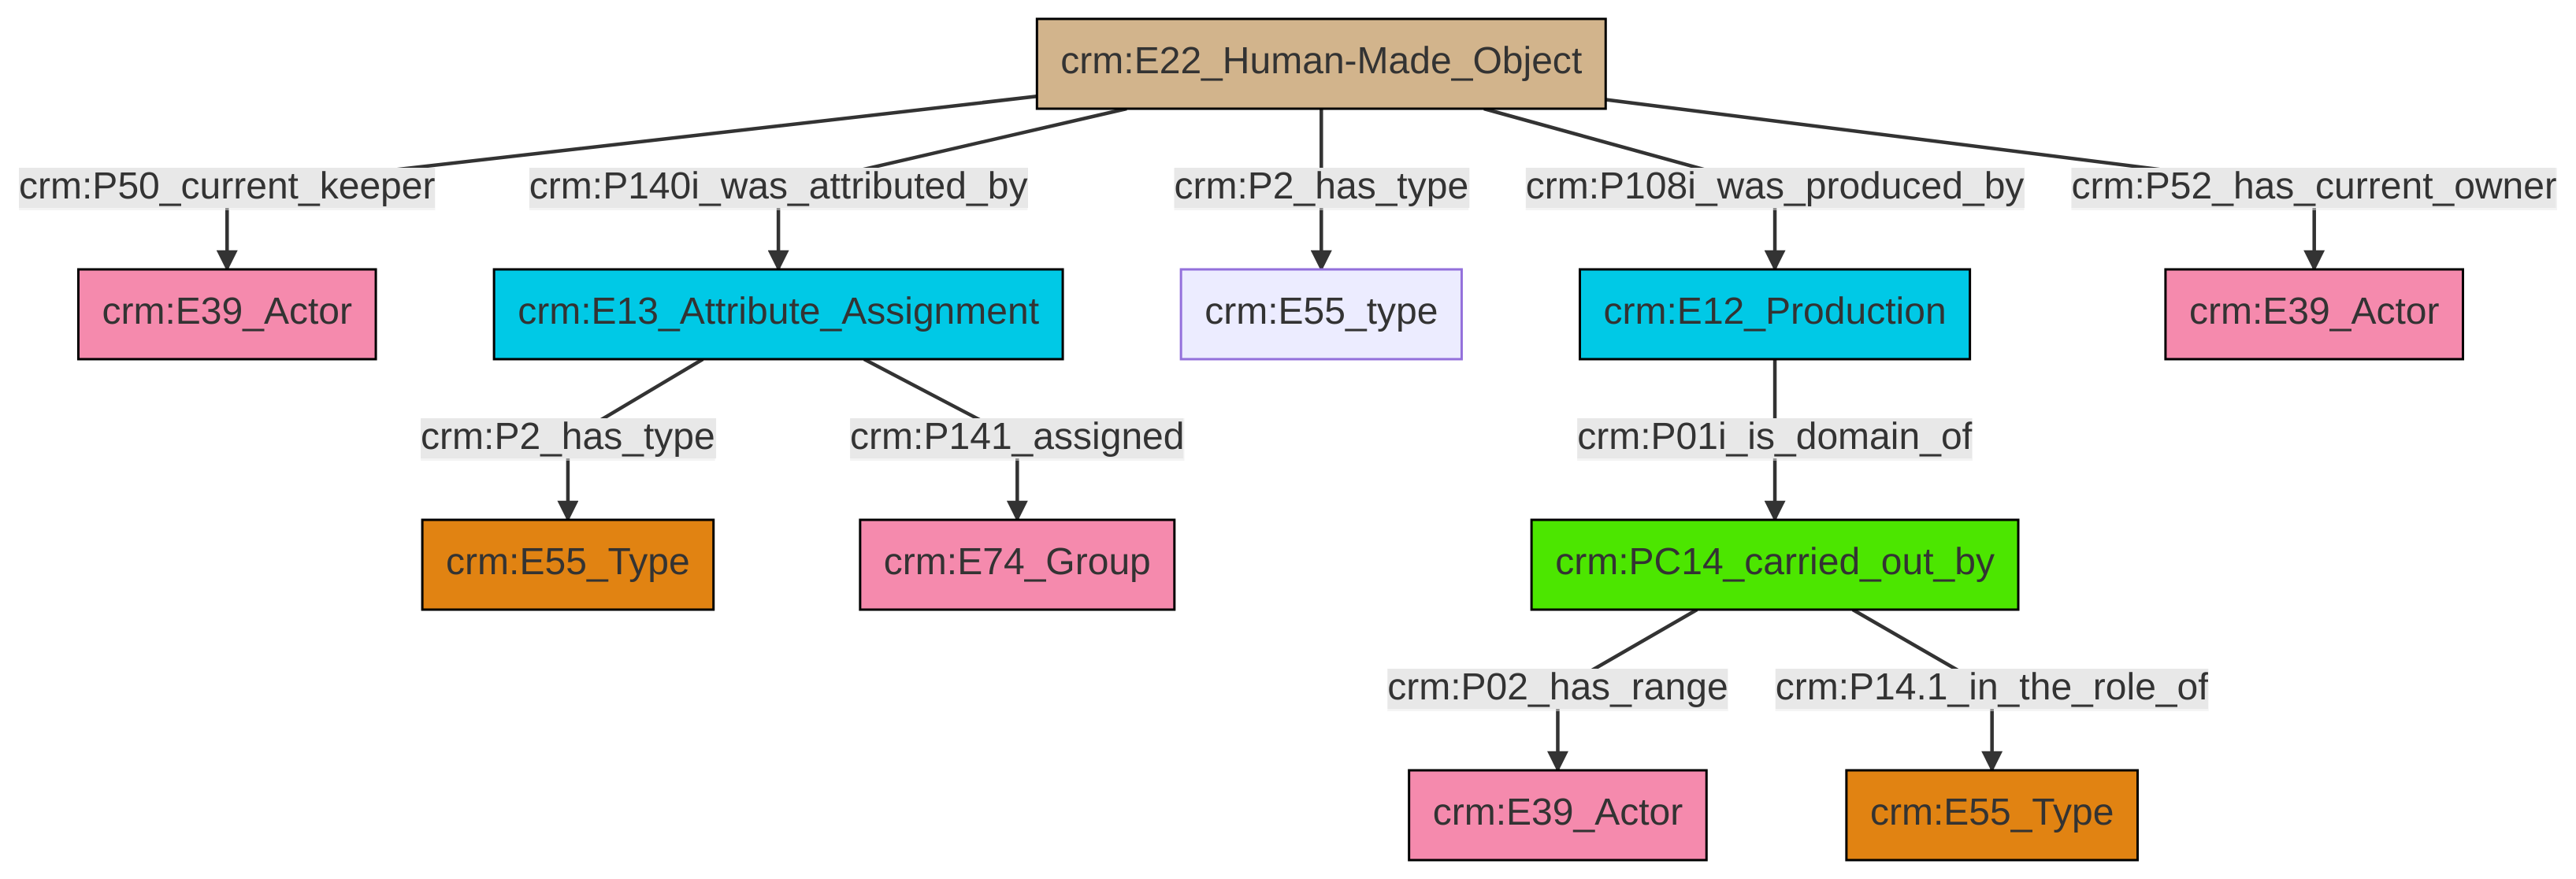 crm:E22_Human-Made_Object
crm:P50_current_keeper
crm:P140i_was_attributed_by
crm:P2_has_type
crm:P108i_was_produced_by
crm:P52_has_current_owner
crm:E39_Actor
crm:E13_Attribute_Assignment
crm:E55_type
crm:E12_Production
crm:E39_Actor
crm:P2_has_type
crm:P141_assigned
crm:P01i_is_domain_of
crm:E55_Type
crm:E74_Group
crm:PC14_carried_out_by
crm:P02_has_range
crm:P14.1_in_the_role_of
crm:E39_Actor
crm:E55_Type